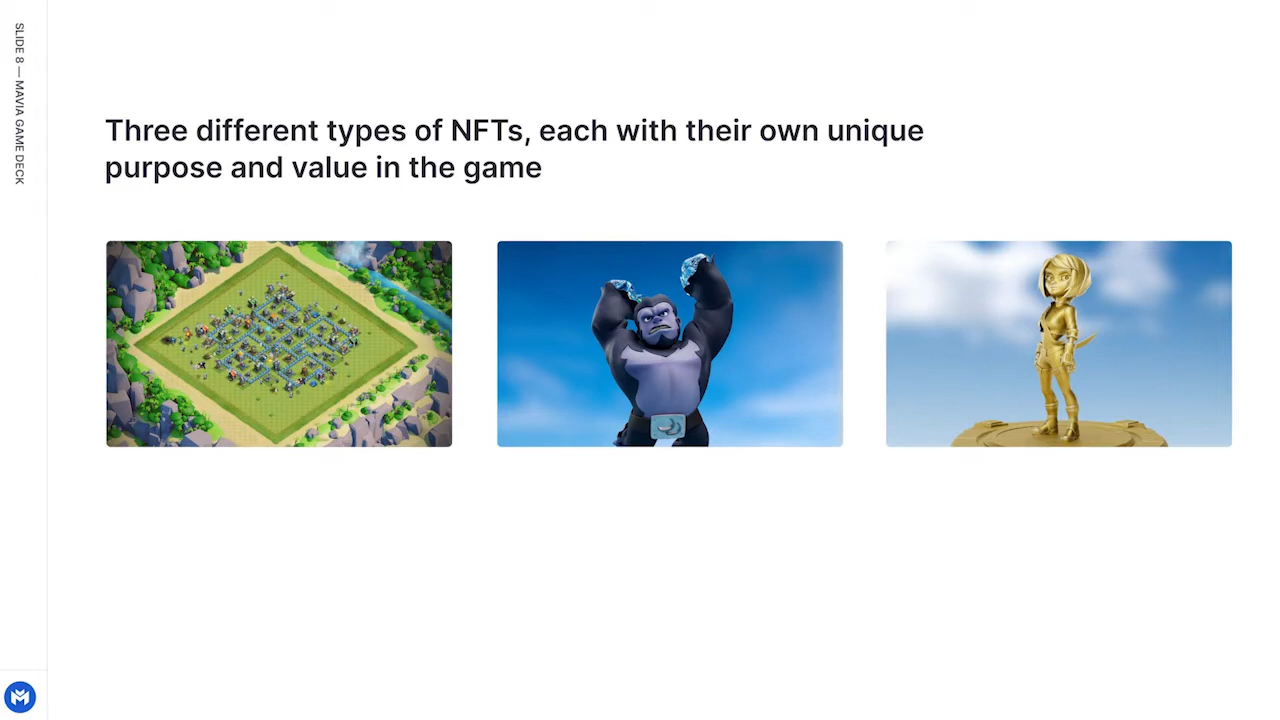 SLIDE 8 — MAVIA GAME DECK
Three different types of NFTs, each with their own unique
purpose and value in the game